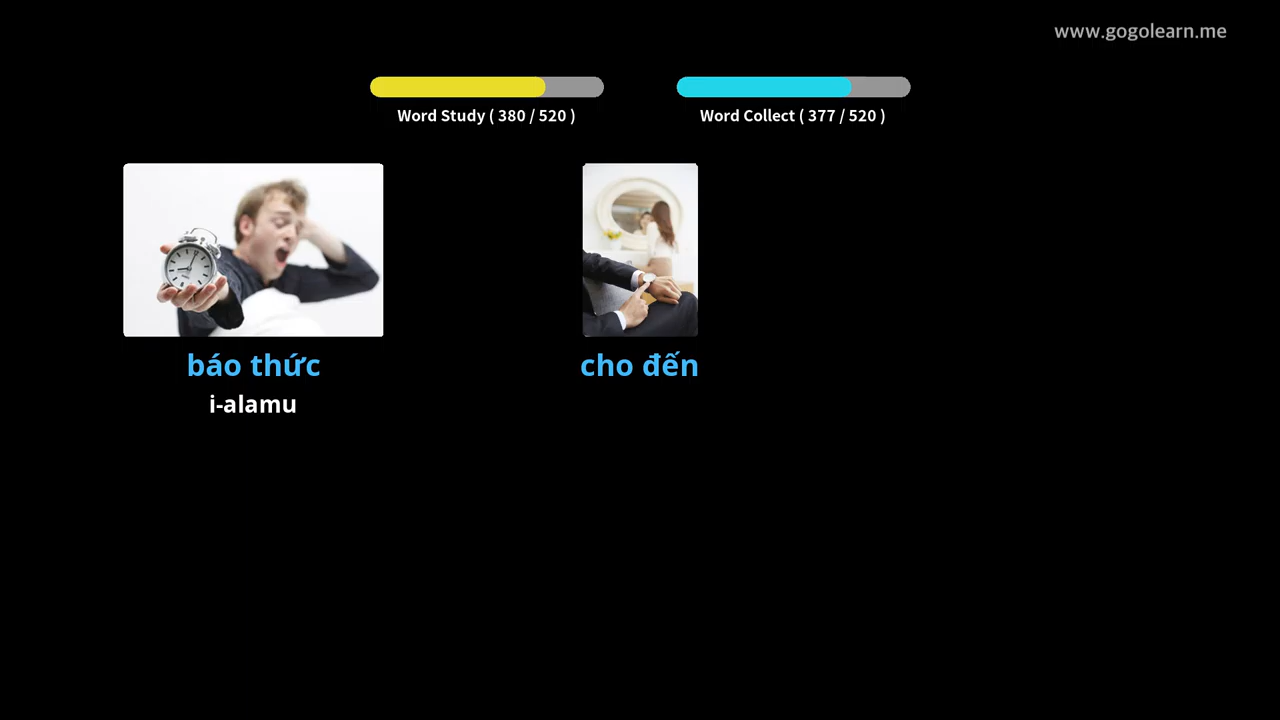 www.gogolearn.me
Word Study ( 380 / 520 )
Word Collect ( 377 / 520 )
báo thức
i-alamu
cho đến